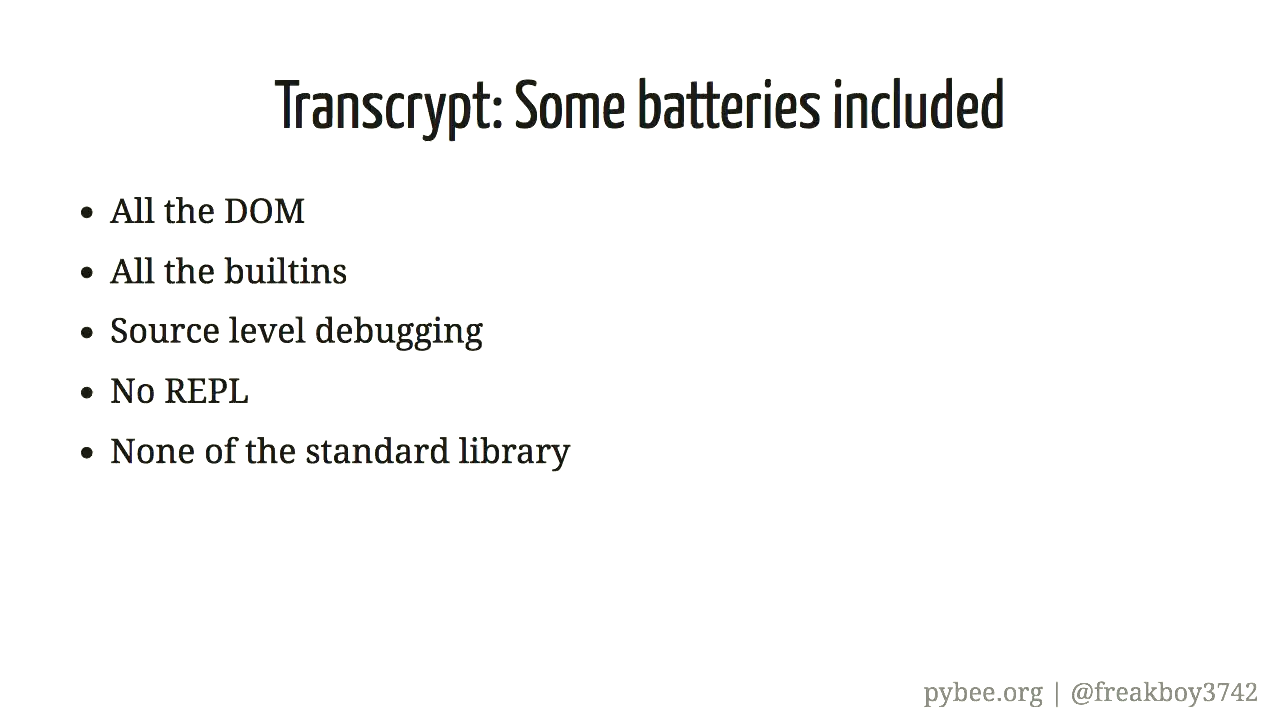 Transcrypt: Some batteries included
• All the DOM
• All the builtins
• Source level debugging
• No REPL
• None of the standard library
pybee.org | @freakboy3742